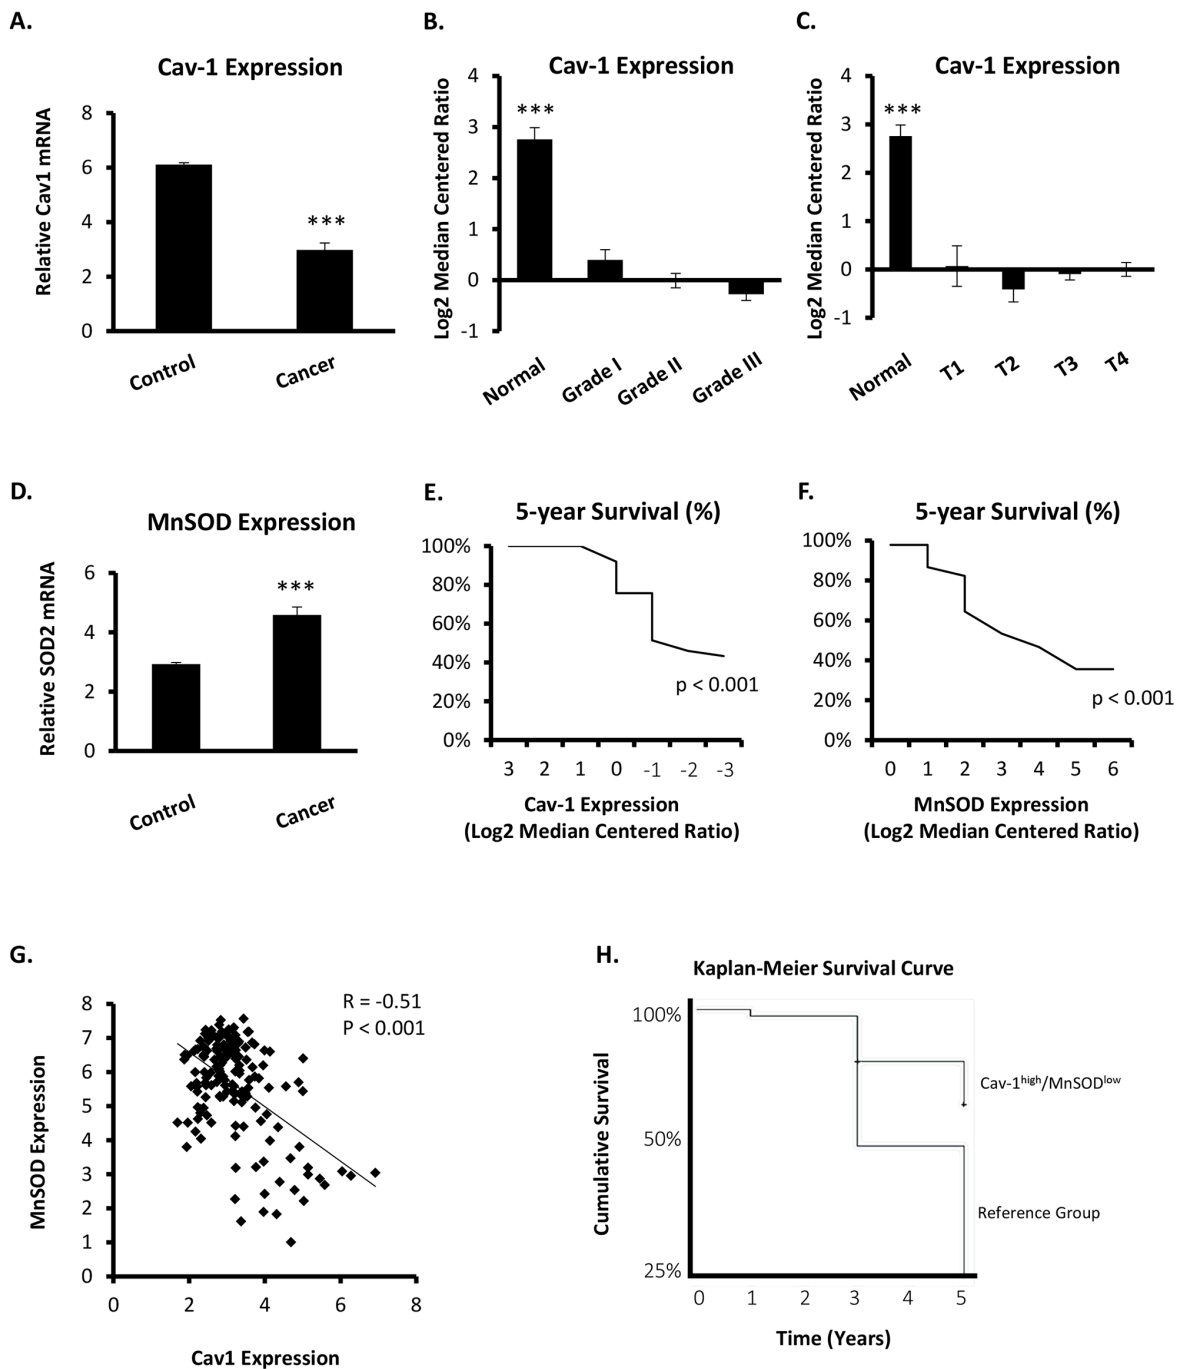 A.
Cav-1 Expression
Relative Cav1 mRNA
8
6
4
2
0
***
Control
Cancer
B.
Cav-1 Expression
Log2 Median Centered Ratio
4
3
2
1
0
-1
***
Normal
Grade I
Grade II
Grade III
C.
Cav-1 Expression
Log2 Median Centered Ratio
4
3
2
1
0
-1
***
Normal
T1
T2
T3
T4
D.
MnSOD Expression
Relative SOD2 mRNA
6
4
2
0
***
Control
Cancer
E.
5-year Survival (%)
100%
80%
60%
40%
20%
0%
p < 0.001
3 2 1 0 -1 -2 -3
Cav-1 Expression
(Log2 Median Centered Ratio)
F.
5-year Survival (%)
100%
80%
60%
40%
20%
0%
p < 0.001
0 1 2 3 4 5 6
MnSOD Expression
(Log2 Median Centered Ratio)
G.
R = -0.51
P < 0.001
MnSOD Expression
8
7
6
5
4
3
2
1
0
0 2 4 6 8
Cav1 Expression
H.
Kaplan-Meier Survival Curve
Cumulative Survival
100%
50%
25%
Cav-1high/MnSODlow
Reference Group
0 1 2 3 4 5
Time (Years)